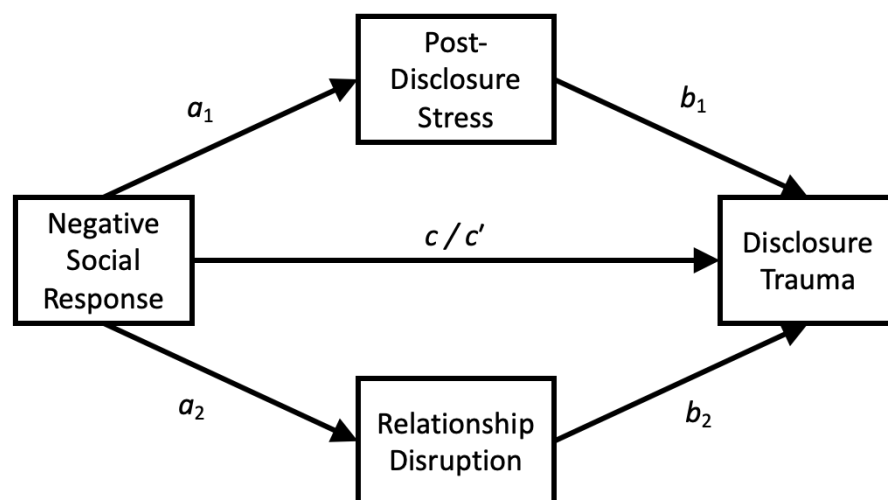 Post-
Disclosure
Stress
a₁
b₁
Negative
Social
Response
c / c′
Disclosure
Trauma
a₂
b₂
Relationship
Disruption